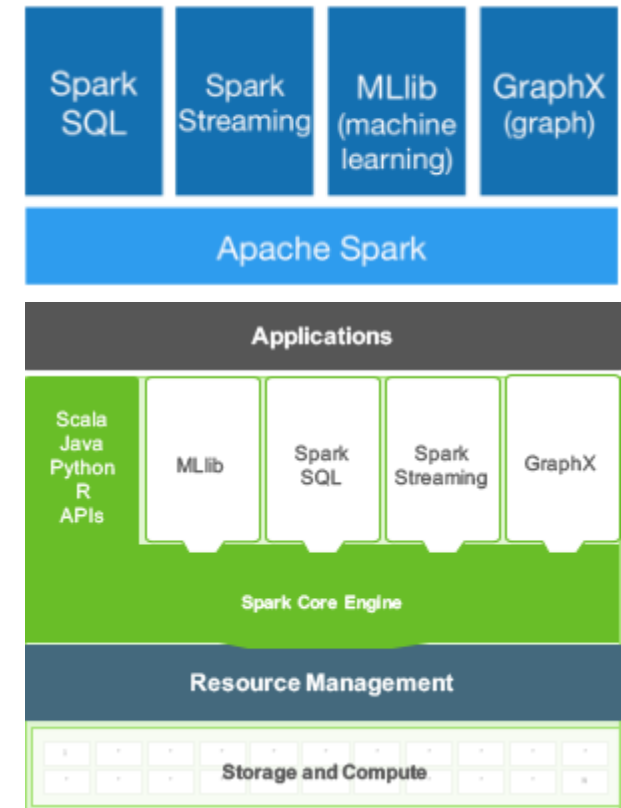 Spark
SQL
Spark
Streaming
MLlib
(machine
learning)
GraphX
(graph)
Apache Spark
Applications
Scala
Java
Python
R
APIs
MLlib
Spark
SQL
Spark
Streaming
GraphX
Spark Core Engine
Resource Management
Storage and Compute